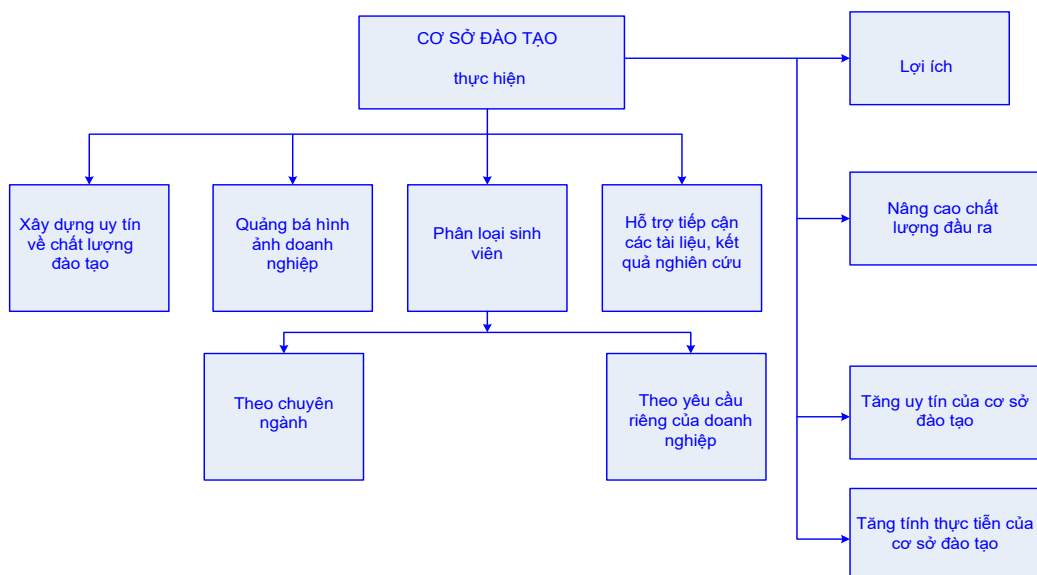 CƠ SỞ ĐÀO TẠO
thực hiện
Lợi ích
Xây dựng uy tín
về chất lượng
đào tạo
Quảng bá hình
ảnh doanh
nghiệp
Phân loại sinh
viên
Hỗ trợ tiếp cận
các tài liệu, kết
quả nghiên cứu
Nâng cao chất
lượng đầu ra
Theo chuyên
ngành
Theo yêu cầu
riêng của doanh
nghiệp
Tăng uy tín của cơ sở
đào tạo
Tăng tính thực tiễn của
cơ sở đào tạo